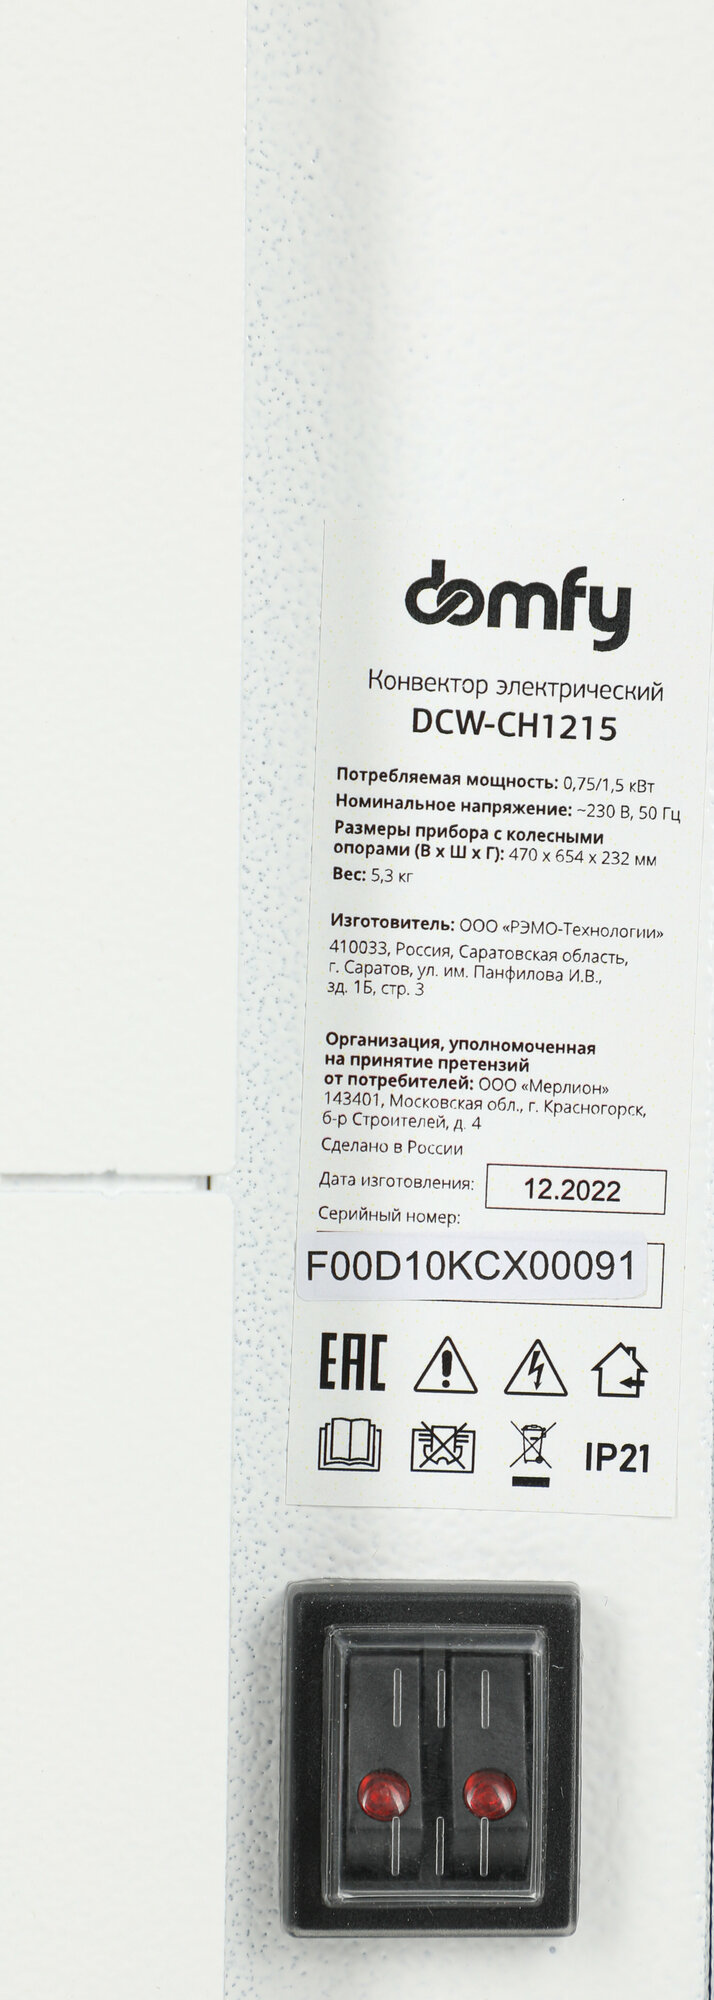 domfy
Конвектор электрический
DCW-CH1215
Потребляемая мощность: 0,75/1,5 кВт
Номинальное напряжение: ~230 В, 50 Гц
Размеры прибора с колесными
опорами (В х Ш х Г): 470 х 654 х 232 мм
Вес: 5,3 кг
Изготовитель: ООО «РЭМО-Технологии»
410033, Россия, Саратовская область,
г. Саратов, ул. им. Панфилова И.В.,
зд. 1Б, стр. 3
Организация, уполномоченная
на принятие претензий
от потребителей: ООО «Мерлион»
143401, Московская обл., г. Красногорск,
б-р Строителей, д. 4
Сделано в России
Дата изготовления: 12.2022
Серийный номер:
F00D10KCX00091
EAC
IP21